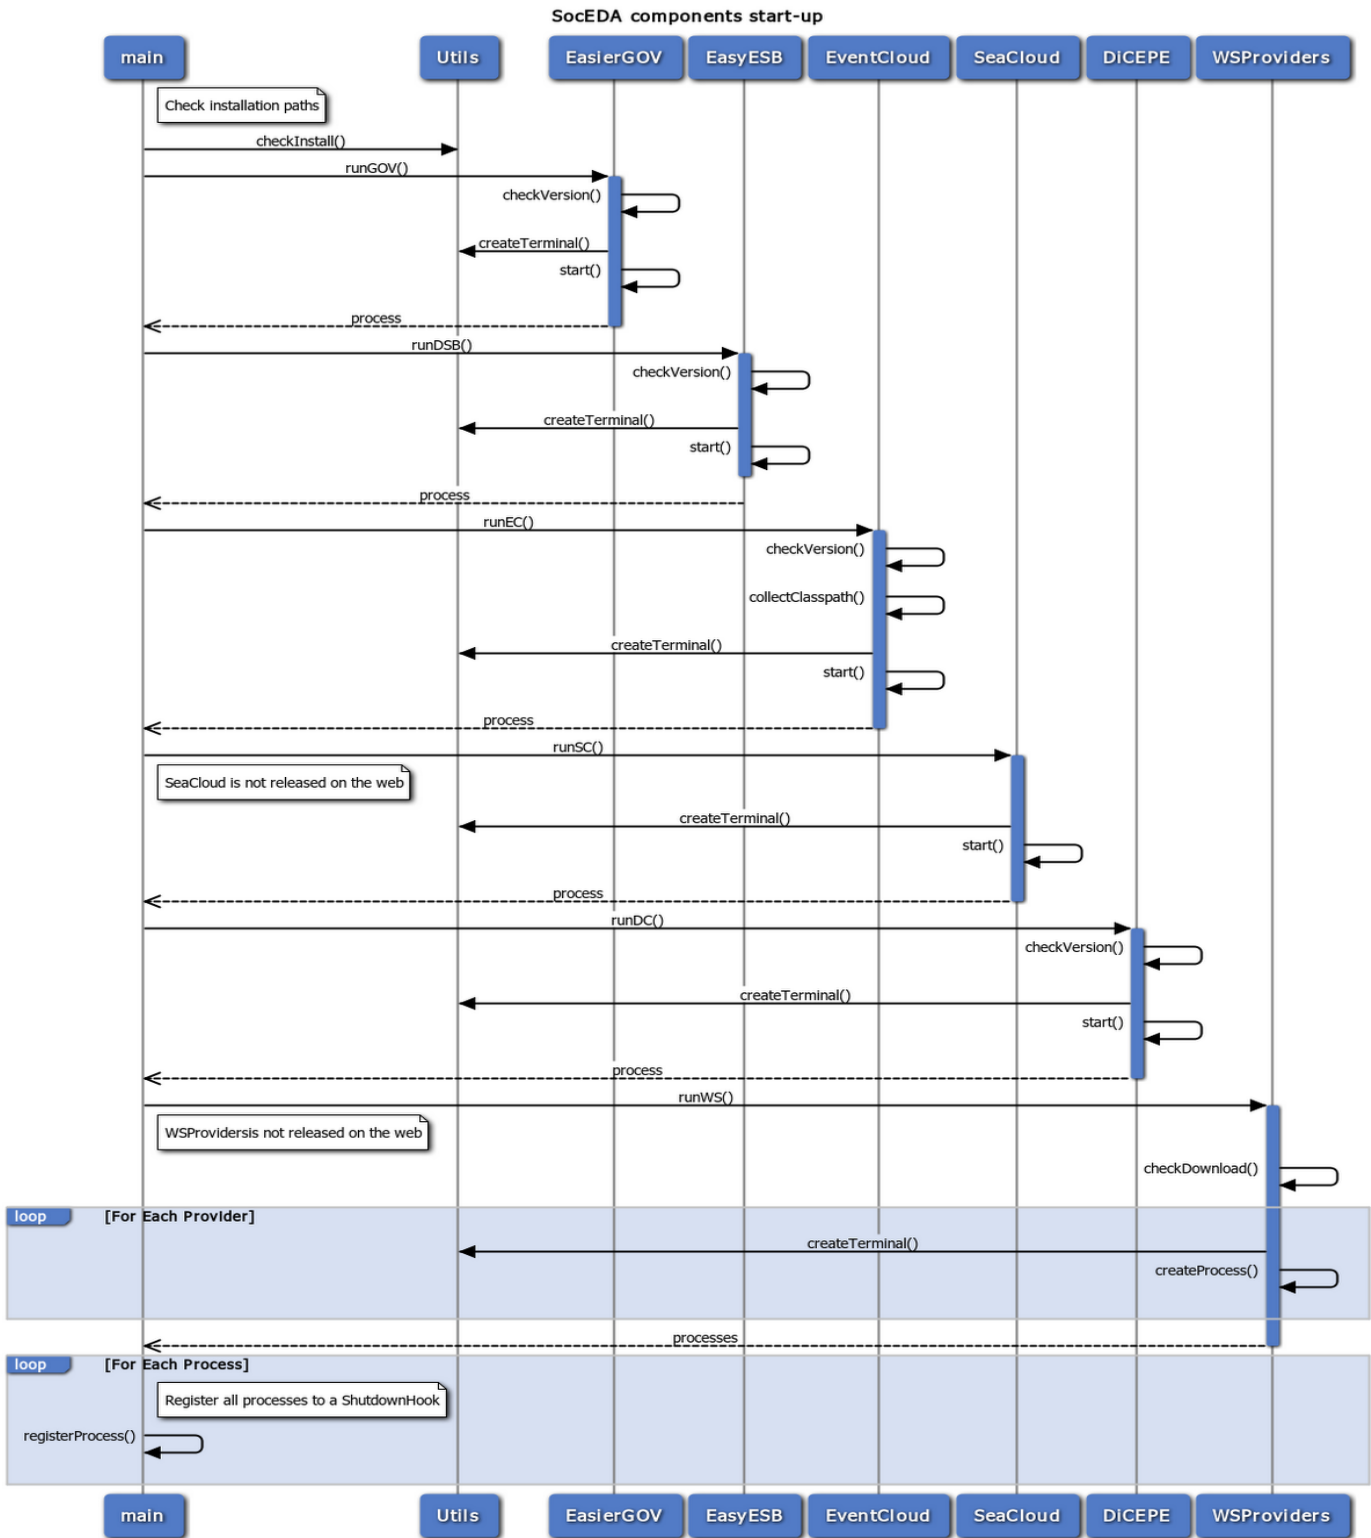 SocEDA components start-up
main Utils EasierGOV EasyESB EventCloud SeaCloud DiCEPE WSProviders
Check installation paths
checkInstall()
runGOV()
checkVersion()
createTerminal()
start()
process
runDSB()
checkVersion()
createTerminal()
start()
process
runEC()
checkVersion()
collectClasspath()
createTerminal()
start()
process
runSC()
SeaCloud is not released on the web
createTerminal()
start()
process
runDC()
checkVersion()
createTerminal()
start()
process
runWS()
WSProvidersis not released on the web
checkDownload()
loop [For Each Provider]
createTerminal()
createProcess()
processes
loop [For Each Process]
Register all processes to a ShutdownHook
registerProcess()
main Utils EasierGOV EasyESB EventCloud SeaCloud DiCEPE WSProviders